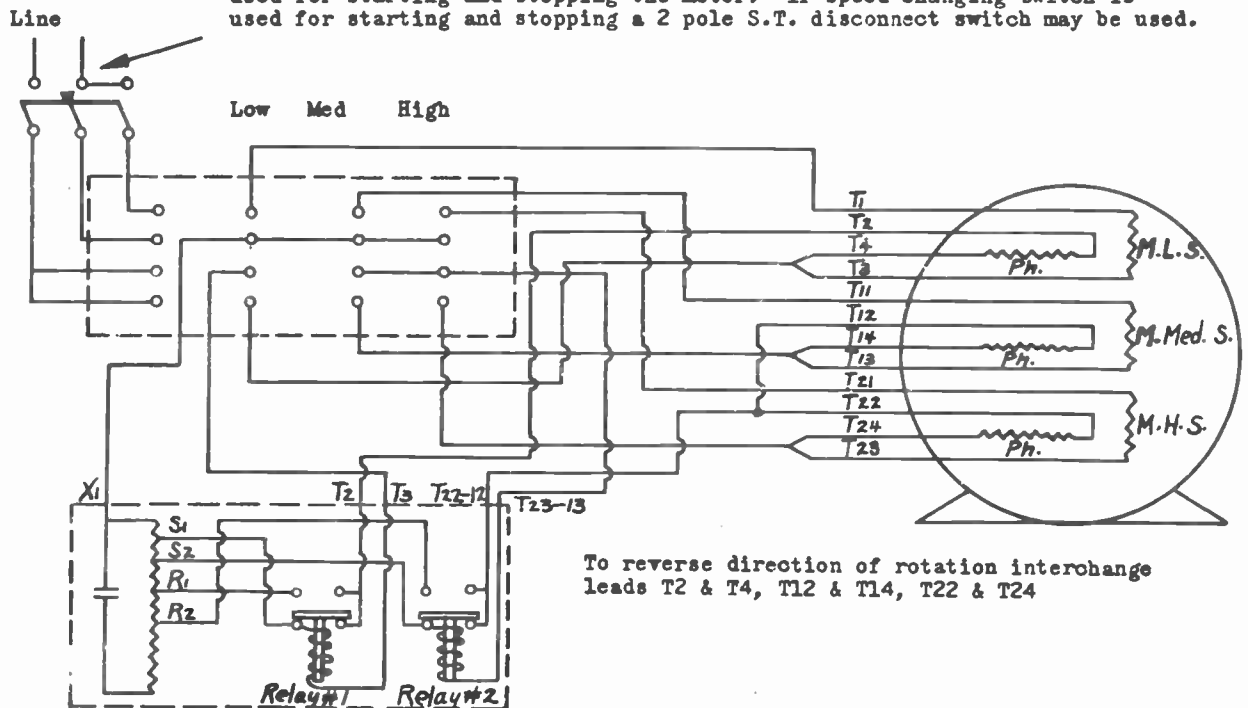 used for starting and stopping the motor, if speed changing switch is
used for starting and stopping a 2 pole S.T. disconnect switch may be used.
Line
Low Med High
T1
T2
T4
T3
T11
T12
T14
T13
T21
T22
T24
T23
Ph.
M.L.S.
Ph.
M.Med. S.
Ph.
M.H.S.
X1
T2 T3 T22-12 T23-13
S1
S2
R1
R2
Relay #1 Relay #2
To reverse direction of rotation interchange
leads T2 & T4, T12 & T14, T22 & T24